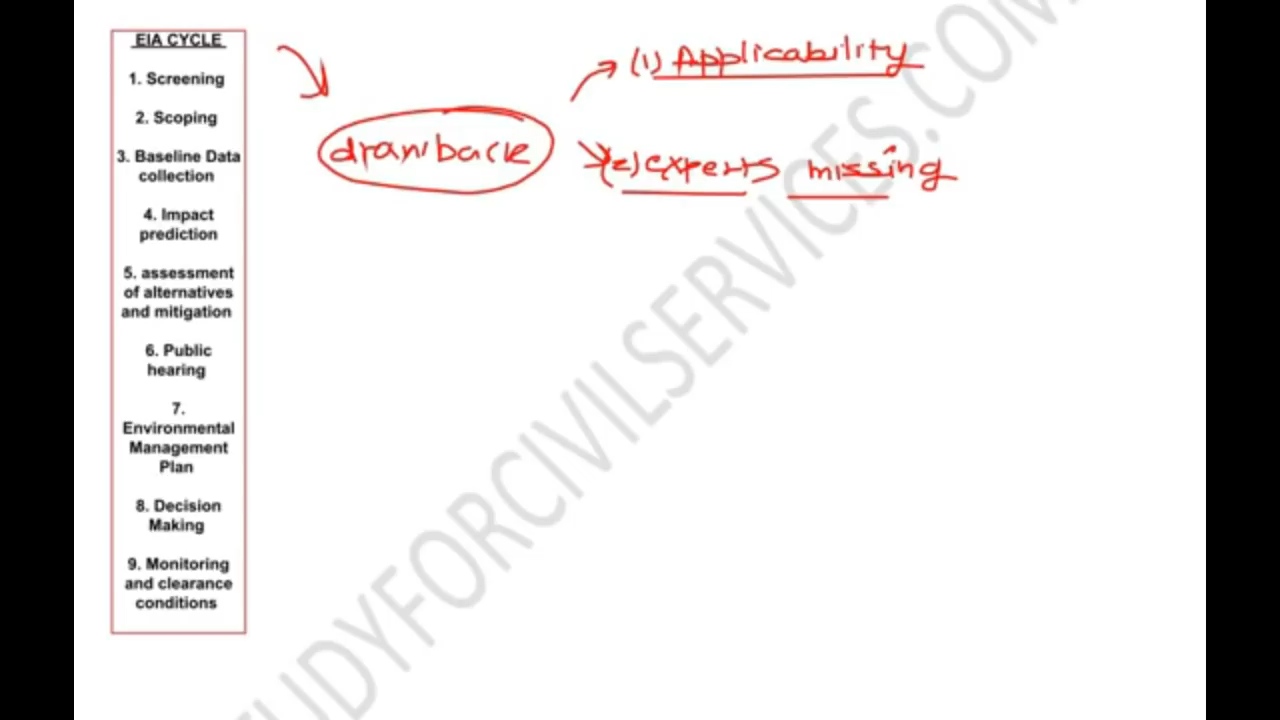 EIA CYCLE
1. Screening
2. Scoping
3. Baseline Data
collection
4. Impact
prediction
5. assessment
of alternatives
and mitigation
6. Public
hearing
7.
Environmental
Management
Plan
8. Decision
Making
9. Monitoring
and clearance
conditions
drawback
(1) Applicability
(2) experts missing
STUDYFORCIVILSERVICES.COM